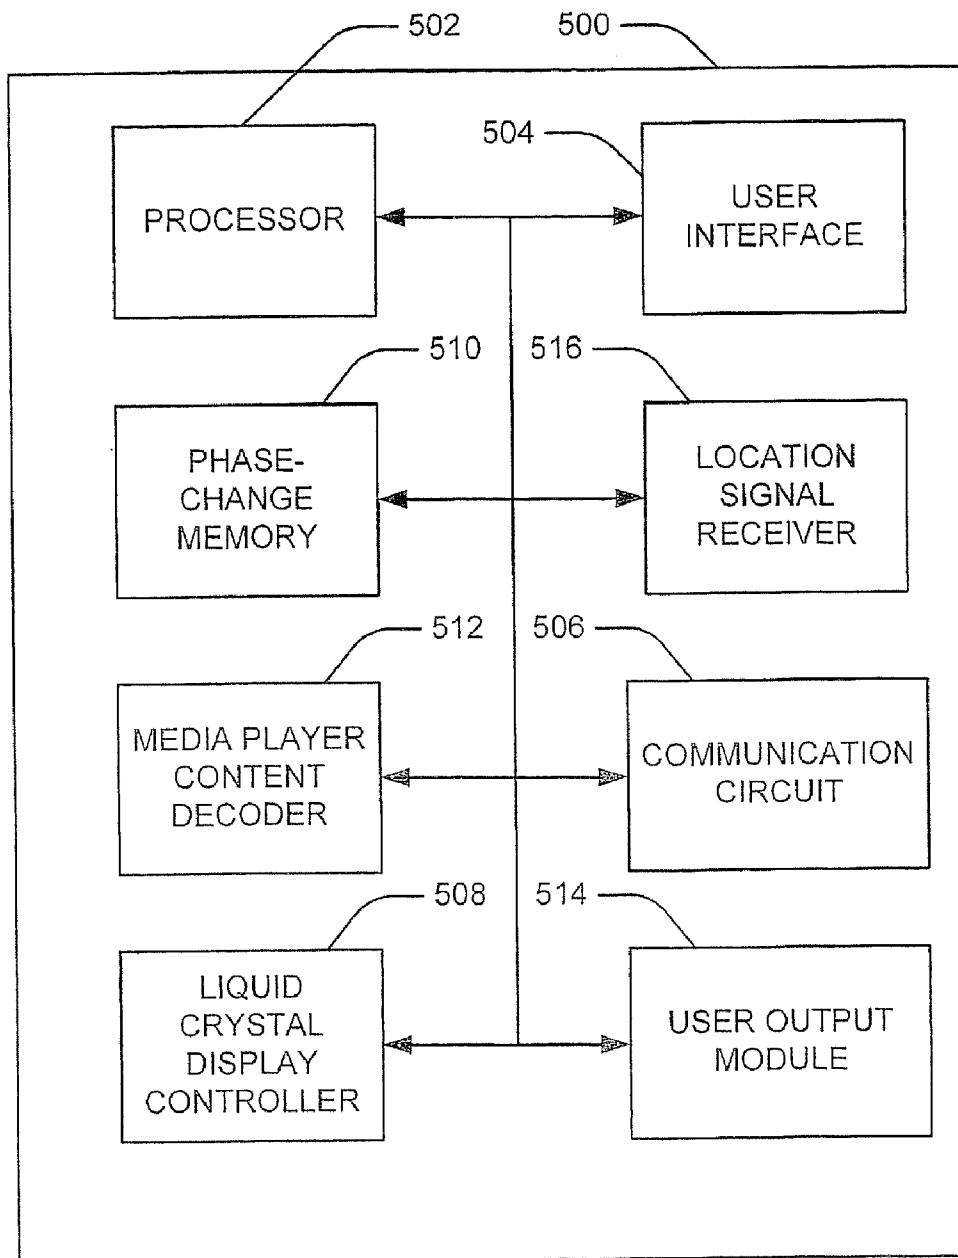 502
500
PROCESSOR
504
USER
INTERFACE
510
PHASE-
CHANGE
MEMORY
516
LOCATION
SIGNAL
RECEIVER
512
MEDIA PLAYER
CONTENT
DECODER
506
COMMUNICATION
CIRCUIT
508
LIQUID
CRYSTAL
DISPLAY
CONTROLLER
514
USER OUTPUT
MODULE